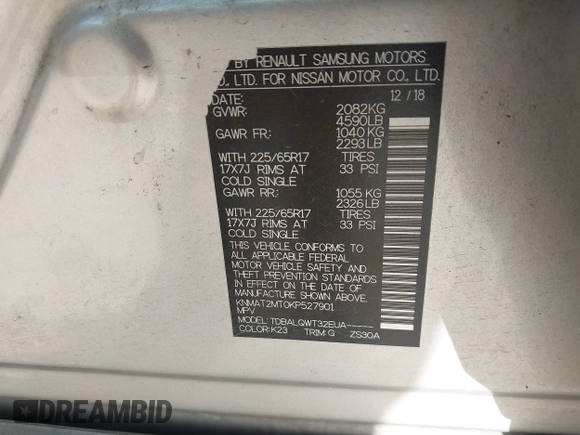 BY RENAULT SAMSUNG MOTORS
CO., LTD. FOR NISSAN MOTOR CO., LTD.
DATE: 12 / 18
GVWR: 2082KG
4590LB
GAWR FR: 1040 KG
2293LB
WITH 225/65R17 TIRES
17X7J RIMS AT 33 PSI
COLD SINGLE
GAWR RR: 1055 KG
2326LB
WITH 225/65R17 TIRES
17X7J RIMS AT 33 PSI
COLD SINGLE
THIS VEHICLE CONFORMS TO
ALL APPLICABLE FEDERAL
MOTOR VEHICLE SAFETY AND
THEFT PREVENTION STANDARDS
IN EFFECT ON THE DATE OF
MANUFACTURE SHOWN ABOVE.
KNMAT2MT0KP527901
MPV
MODEL: TDBALQWT32EUA-----
COLOR:K23 TRIM:G ZS30A
DREAMBID